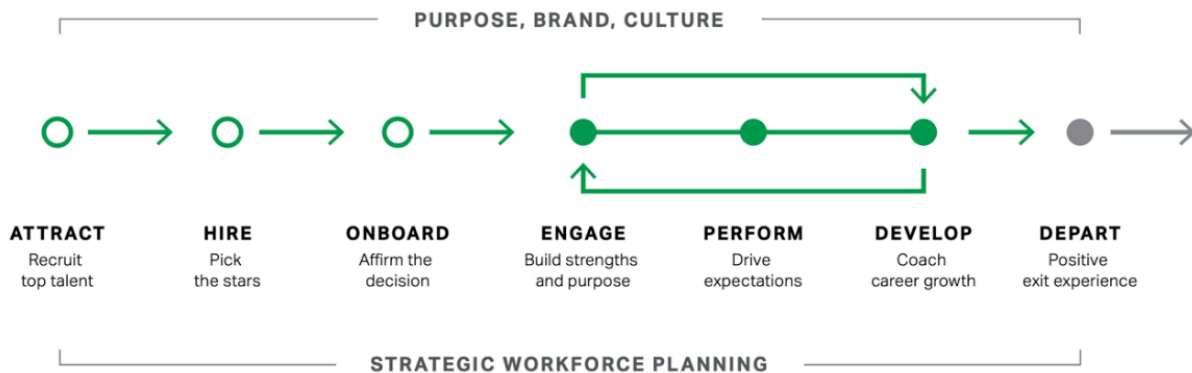 PURPOSE, BRAND, CULTURE
ATTRACT
Recruit
top talent
HIRE
Pick
the stars
ONBOARD
Affirm the
decision
ENGAGE
Build strengths
and purpose
PERFORM
Drive
expectations
DEVELOP
Coach
career growth
DEPART
Positive
exit experience
STRATEGIC WORKFORCE PLANNING